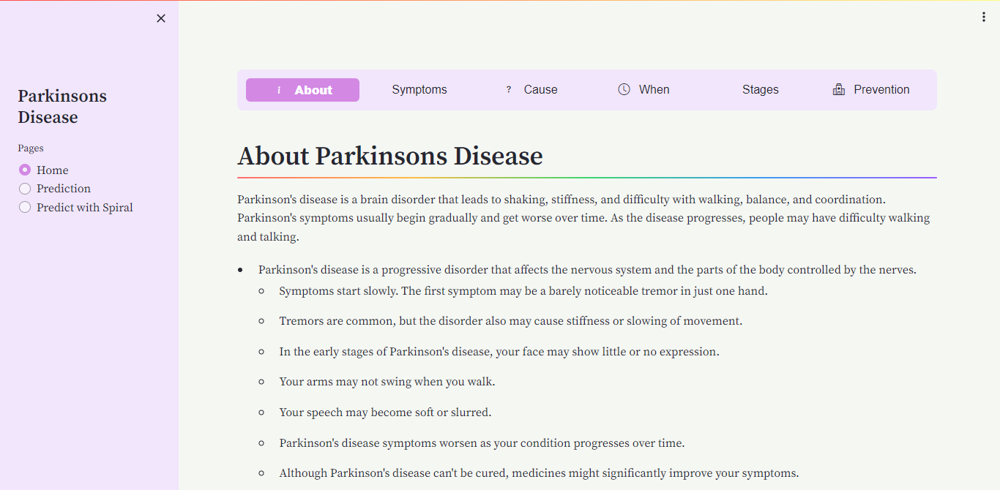 Parkinsons
Disease
Pages
Home
Prediction
Predict with Spiral
i About
Symptoms
? Cause
When
Stages
Prevention
About Parkinsons Disease
Parkinson's disease is a brain disorder that leads to shaking, stiffness, and difficulty with walking, balance, and coordination.
Parkinson's symptoms usually begin gradually and get worse over time. As the disease progresses, people may have difficulty walking
and talking.
Parkinson's disease is a progressive disorder that affects the nervous system and the parts of the body controlled by the nerves.
Symptoms start slowly. The first symptom may be a barely noticeable tremor in just one hand.
Tremors are common, but the disorder also may cause stiffness or slowing of movement.
In the early stages of Parkinson's disease, your face may show little or no expression.
Your arms may not swing when you walk.
Your speech may become soft or slurred.
Parkinson's disease symptoms worsen as your condition progresses over time.
Although Parkinson's disease can't be cured, medicines might significantly improve your symptoms.